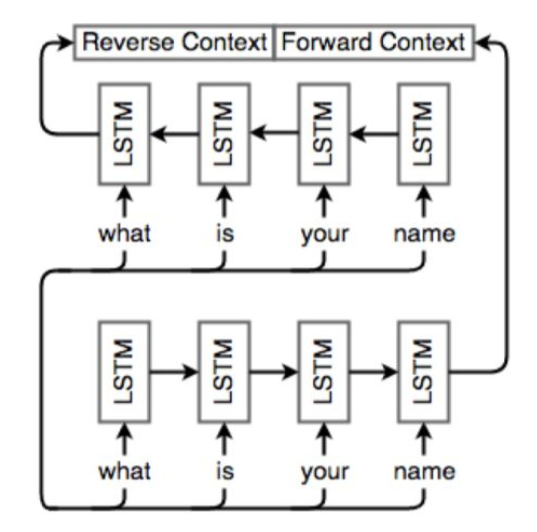 Reverse Context Forward Context
LSTM LSTM LSTM LSTM
what is your name
LSTM LSTM LSTM LSTM
what is your name